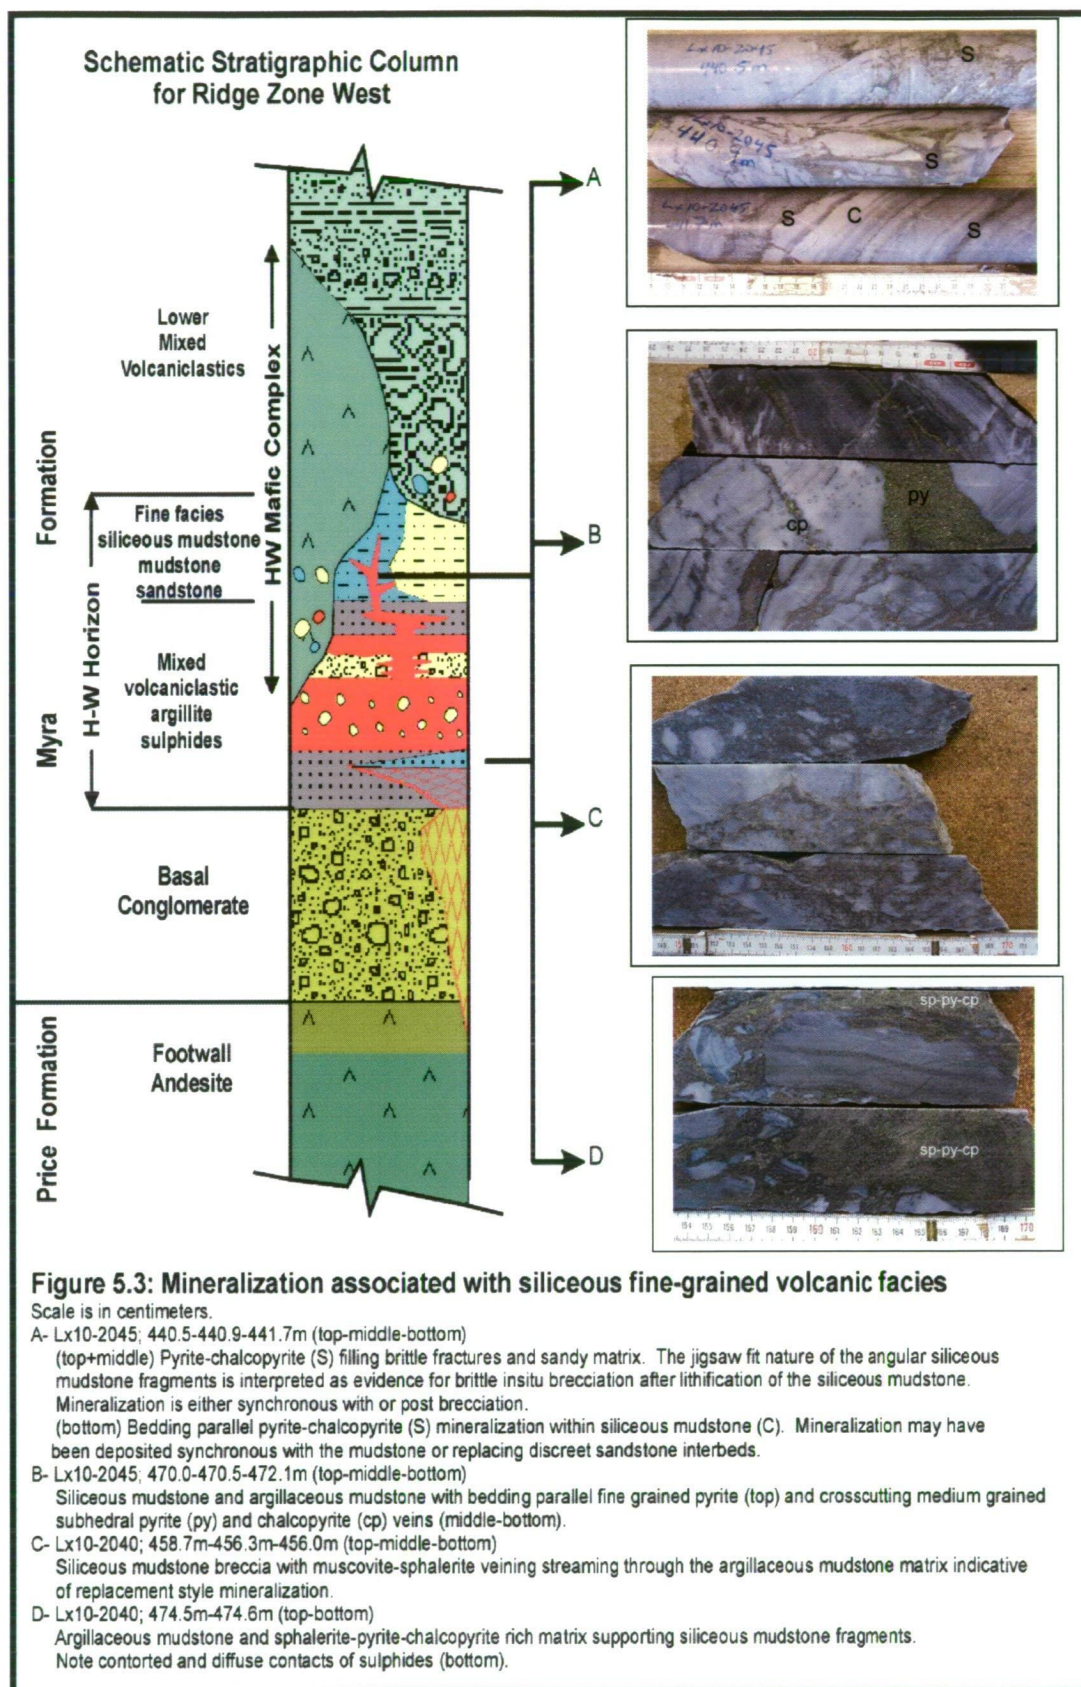 Schematic Stratigraphic Column
for Ridge Zone West
A
Lower
Mixed
Volcaniclastics
HW Mafic Complex
Formation
Fine facies
siliceous mudstone
mudstone
sandstone
B
H-W Horizon
Mixed
volcaniclastic
argillite
sulphides
Myra
C
Basal
Conglomerate
Price Formation
Footwall
Andesite
D
Lx10-2045
440.5m
S
Lx10-2045
S
Lx10-2045
S
C
S
py
cp
sp-py-cp
sp-py-cp
Figure 5.3: Mineralization associated with siliceous fine-grained volcanic facies
Scale is in centimeters.
A- Lx10-2045; 440.5-440.9-441.7m (top-middle-bottom)
(top+middle) Pyrite-chalcopyrite (S) filling brittle fractures and sandy matrix. The jigsaw fit nature of the angular siliceous
mudstone fragments is interpreted as evidence for brittle insitu brecciation after lithification of the siliceous mudstone.
Mineralization is either synchronous with or post brecciation.
(bottom) Bedding parallel pyrite-chalcopyrite (S) mineralization within siliceous mudstone (C). Mineralization may have
been deposited synchronous with the mudstone or replacing discreet sandstone interbeds.
B- Lx10-2045; 470.0-470.5-472.1m (top-middle-bottom)
Siliceous mudstone and argillaceous mudstone with bedding parallel fine grained pyrite (top) and crosscutting medium grained
subhedral pyrite (py) and chalcopyrite (cp) veins (middle-bottom).
C- Lx10-2040; 458.7m-456.3m-456.0m (top-middle-bottom)
Siliceous mudstone breccia with muscovite-sphalerite veining streaming through the argillaceous mudstone matrix indicative
of replacement style mineralization.
D- Lx10-2040; 474.5m-474.6m (top-bottom)
Argillaceous mudstone and sphalerite-pyrite-chalcopyrite rich matrix supporting siliceous mudstone fragments.
Note contorted and diffuse contacts of sulphides (bottom).